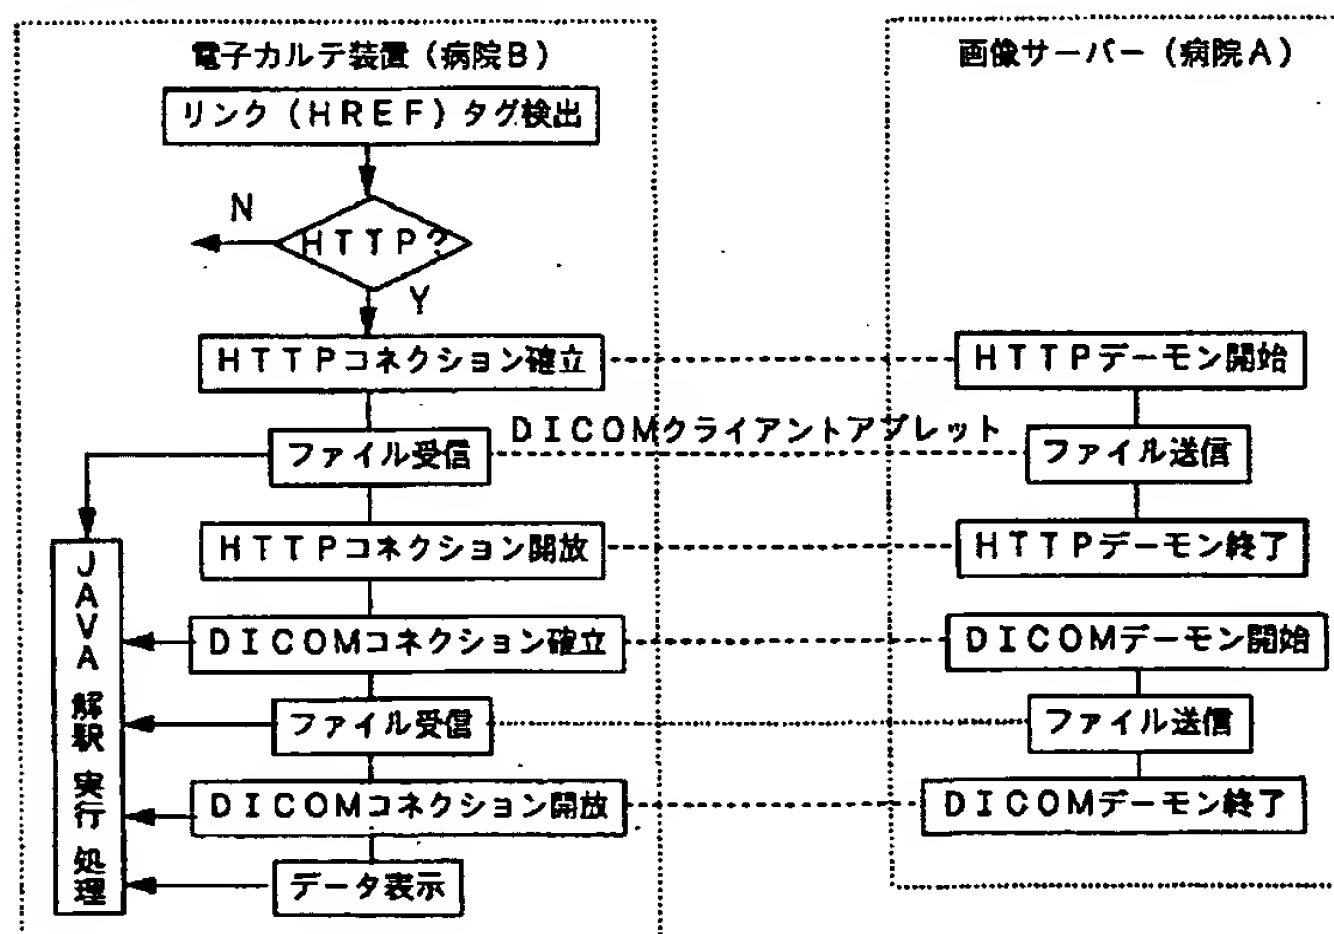 電子カルテ装置（病院B）
リンク（HREF）タグ検出
HTTP?
N
Y
HTTPコネクション確立
ファイル受信
HTTPコネクション開放
DICOMコネクション確立
ファイル受信
DICOMコネクション開放
データ表示
JAVA解釈実行処理
DICOMクライアントアプレット
画像サーバー（病院A）
HTTPデーモン開始
ファイル送信
HTTPデーモン終了
DICOMデーモン開始
ファイル送信
DICOMデーモン終了